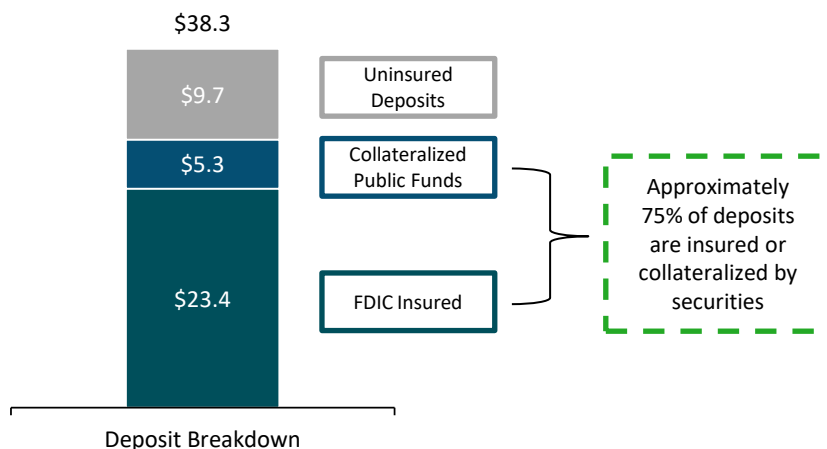 $38.3
$9.7
Uninsured
Deposits
$5.3
Collateralized
Public Funds
$23.4
FDIC Insured
Approximately
75% of deposits
are insured or
collateralized by
securities
Deposit Breakdown